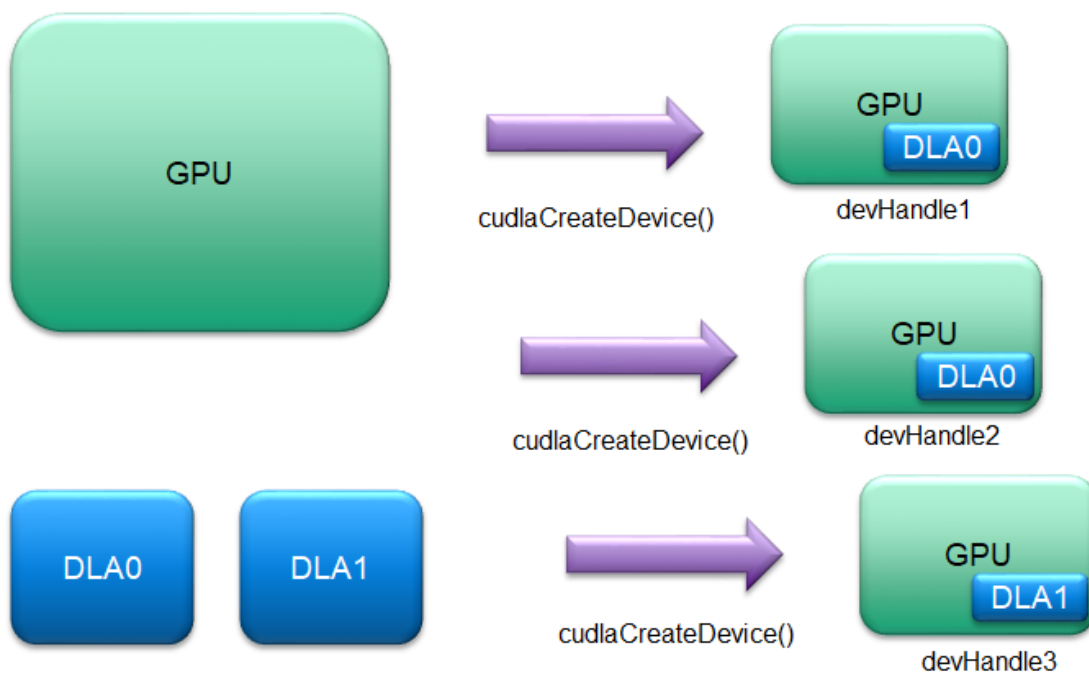 GPU
GPU
DLA0
cudlaCreateDevice()
devHandle1
GPU
DLA0
cudlaCreateDevice()
devHandle2
DLA0
DLA1
GPU
DLA1
cudlaCreateDevice()
devHandle3